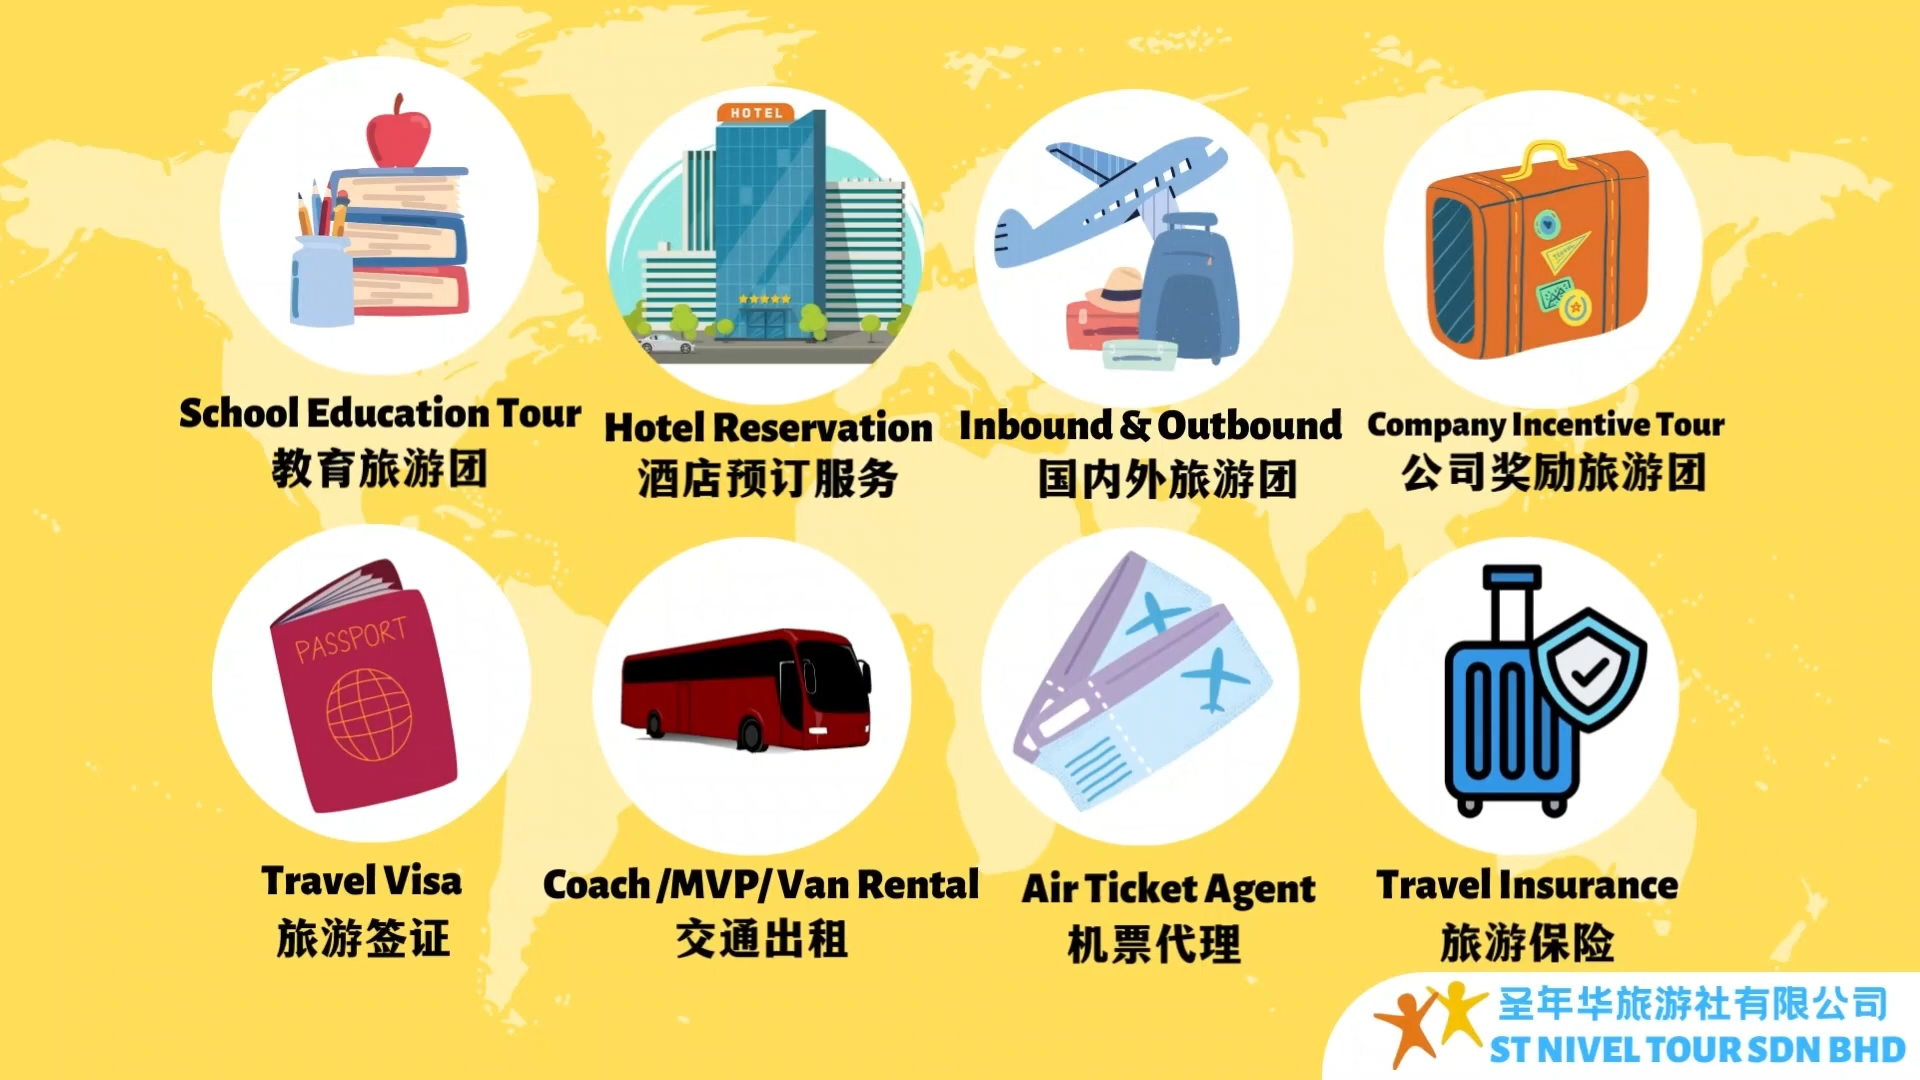 HOTEL
School Education Tour
教育旅游团
Hotel Reservation
酒店预订服务
Inbound & Outbound
国内外旅游团
Company Incentive Tour
公司奖励旅游团
PASSPORT
Travel Visa
旅游签证
Coach /MVP/ Van Rental
交通出租
Air Ticket Agent
机票代理
Travel Insurance
旅游保险
圣年华旅游社有限公司
ST NIVEL TOUR SDN BHD